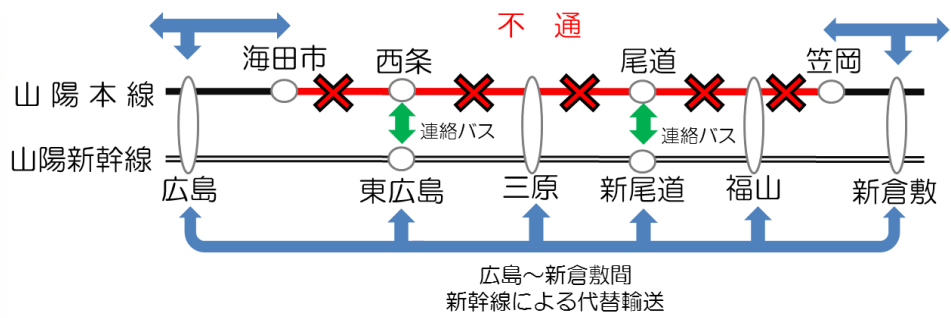 不 通
海田市
西条
尾道
笠岡
山陽本線
連絡バス
連絡バス
山陽新幹線
広島
東広島
三原
新尾道
福山
新倉敷
広島~新倉敷間
新幹線による代替輸送